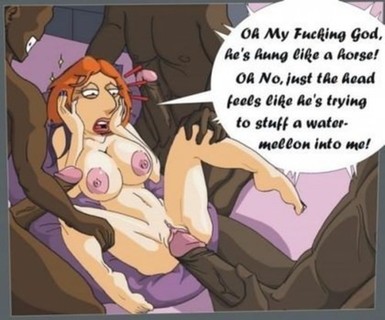 Oh My Fucking God,
he's hung like a horse!
Oh No, just the head
feels like he's trying
to stuff a water-
mellon into me!